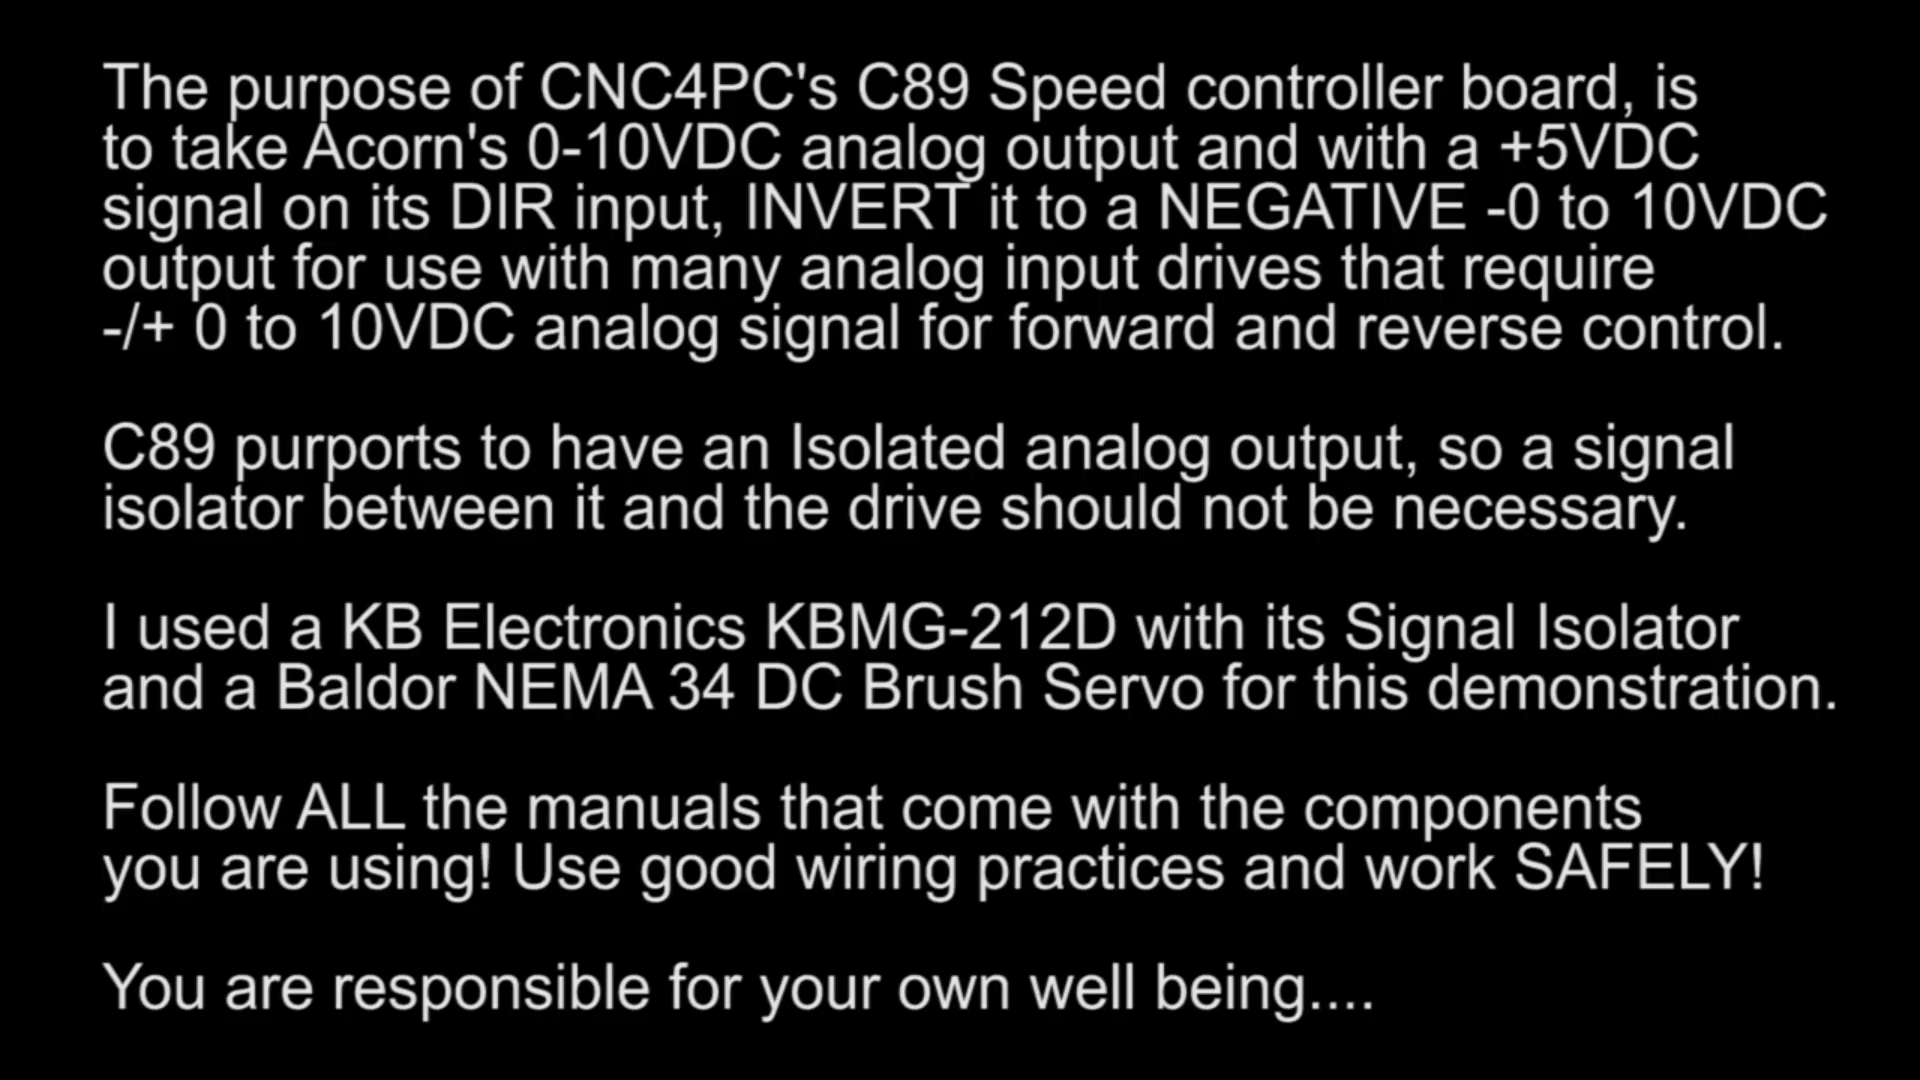 The purpose of CNC4PC's C89 Speed controller board, is
to take Acorn's 0-10VDC analog output and with a +5VDC
signal on its DIR input, INVERT it to a NEGATIVE -0 to 10VDC
output for use with many analog input drives that require
-/+ 0 to 10VDC analog signal for forward and reverse control.
C89 purports to have an Isolated analog output, so a signal
isolator between it and the drive should not be necessary.
I used a KB Electronics KBMG-212D with its Signal Isolator
and a Baldor NEMA 34 DC Brush Servo for this demonstration.
Follow ALL the manuals that come with the components
you are using! Use good wiring practices and work SAFELY!
You are responsible for your own well being....